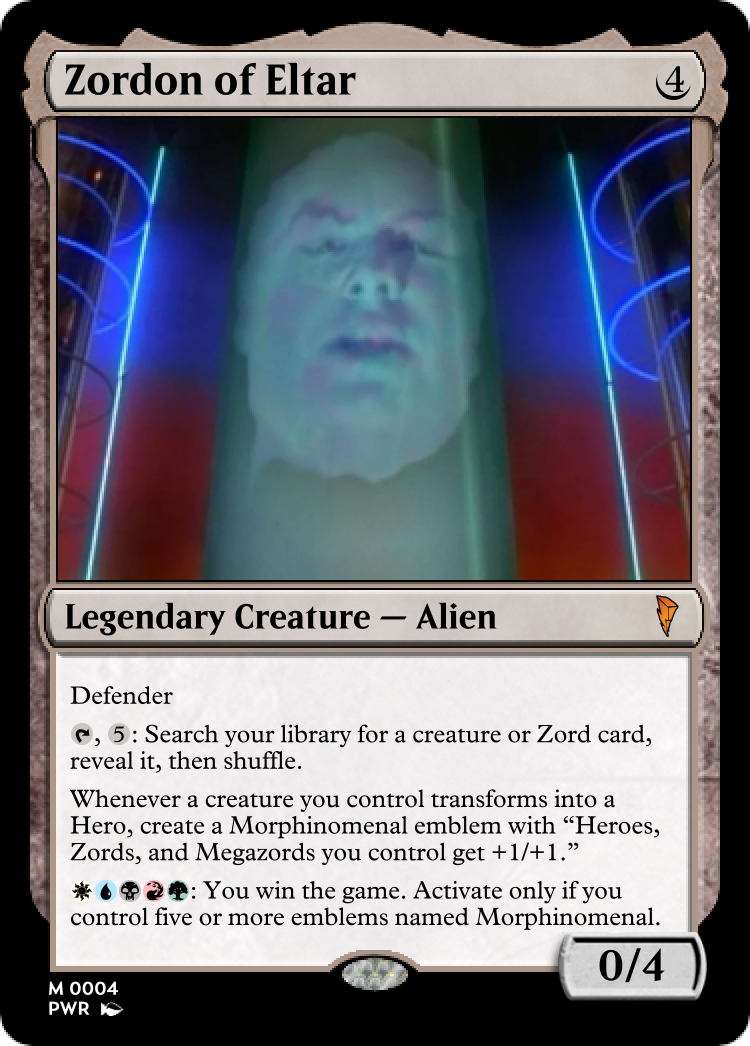 Zordon of Eltar 4
Legendary Creature — Alien
Defender
, 5: Search your library for a creature or Zord card,
reveal it, then shuffle.
Whenever a creature you control transforms into a
Hero, create a Morphinomenal emblem with “Heroes,
Zords, and Megazords you control get +1/+1.”
: You win the game. Activate only if you
control five or more emblems named Morphinomenal.
0/4
M 0004
PWR